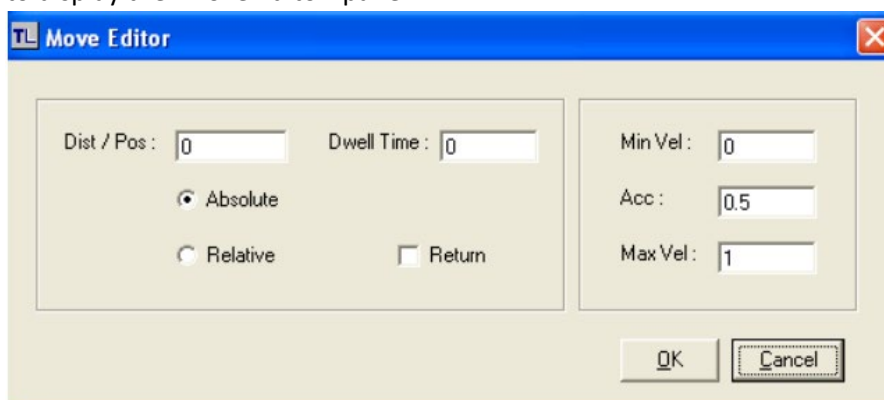 TL Move Editor
Dist / Pos : 0 Dwell Time : 0
Absolute
Relative Return
Min Vel : 0
Acc : 0.5
Max Vel : 1
OK Cancel